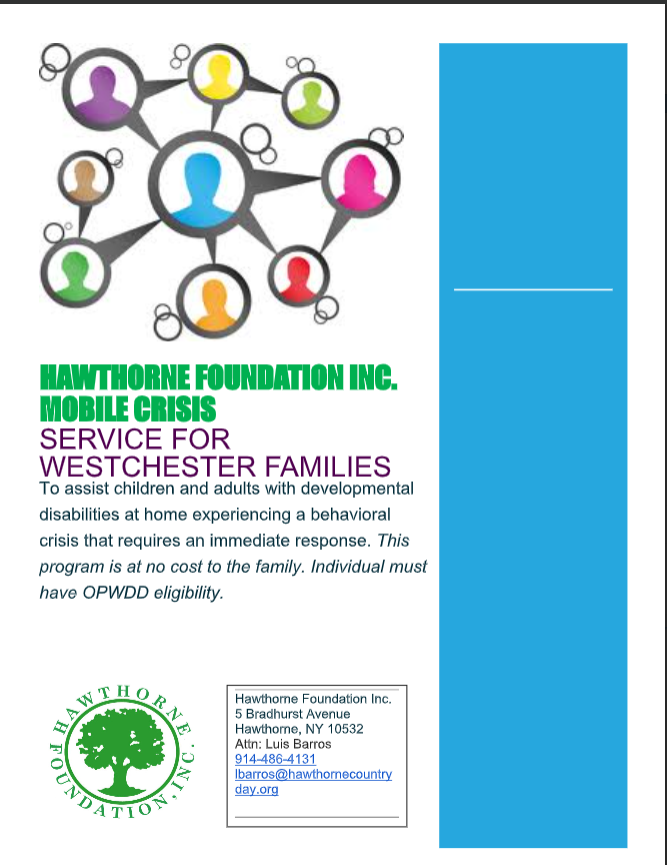 HAWTHORNE FOUNDATION INC.
MOBILE CRISIS
SERVICE FOR
WESTCHESTER FAMILIES
To assist children and adults with developmental
disabilities at home experiencing a behavioral
crisis that requires an immediate response. This
program is at no cost to the family. Individual must
have OPWDD eligibility.
HAWTHORNE
FOUNDATION, INC.
Hawthorne Foundation Inc.
5 Bradhurst Avenue
Hawthorne, NY 10532
Attn: Luis Barros
914-486-4131
lbarros@hawthornecountry
day.org